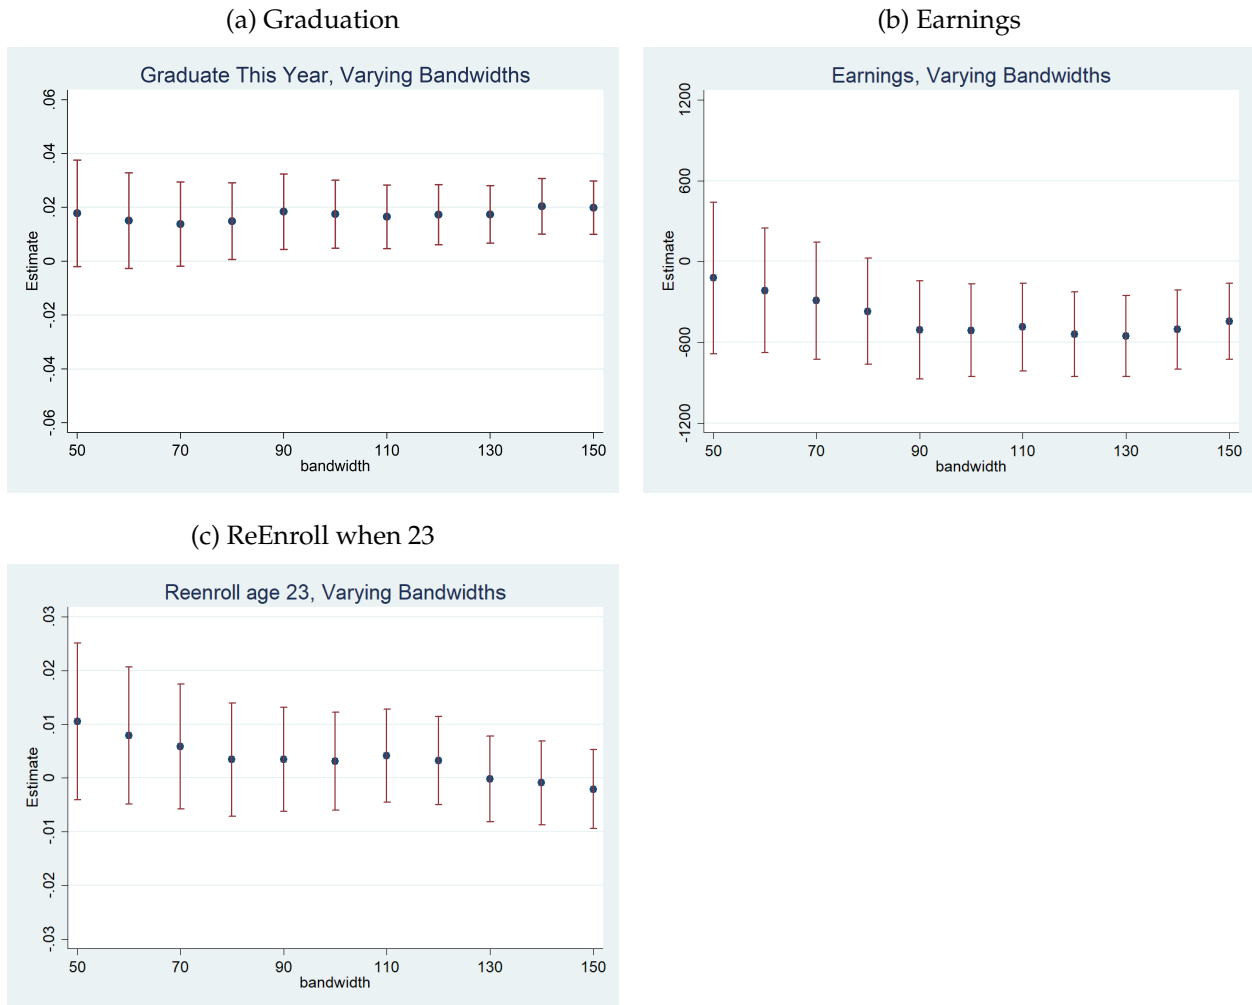 (a) Graduation
Graduate This Year, Varying Bandwidths
Estimate
.06
.04
.02
0
-.02
-.04
-.06
50 70 90 110 130 150
bandwidth
(b) Earnings
Earnings, Varying Bandwidths
Estimate
1200
600
0
-600
-1200
50 70 90 110 130 150
bandwidth
(c) ReEnroll when 23
Reenroll age 23, Varying Bandwidths
Estimate
.03
.02
.01
0
-.01
-.02
-.03
50 70 90 110 130 150
bandwidth